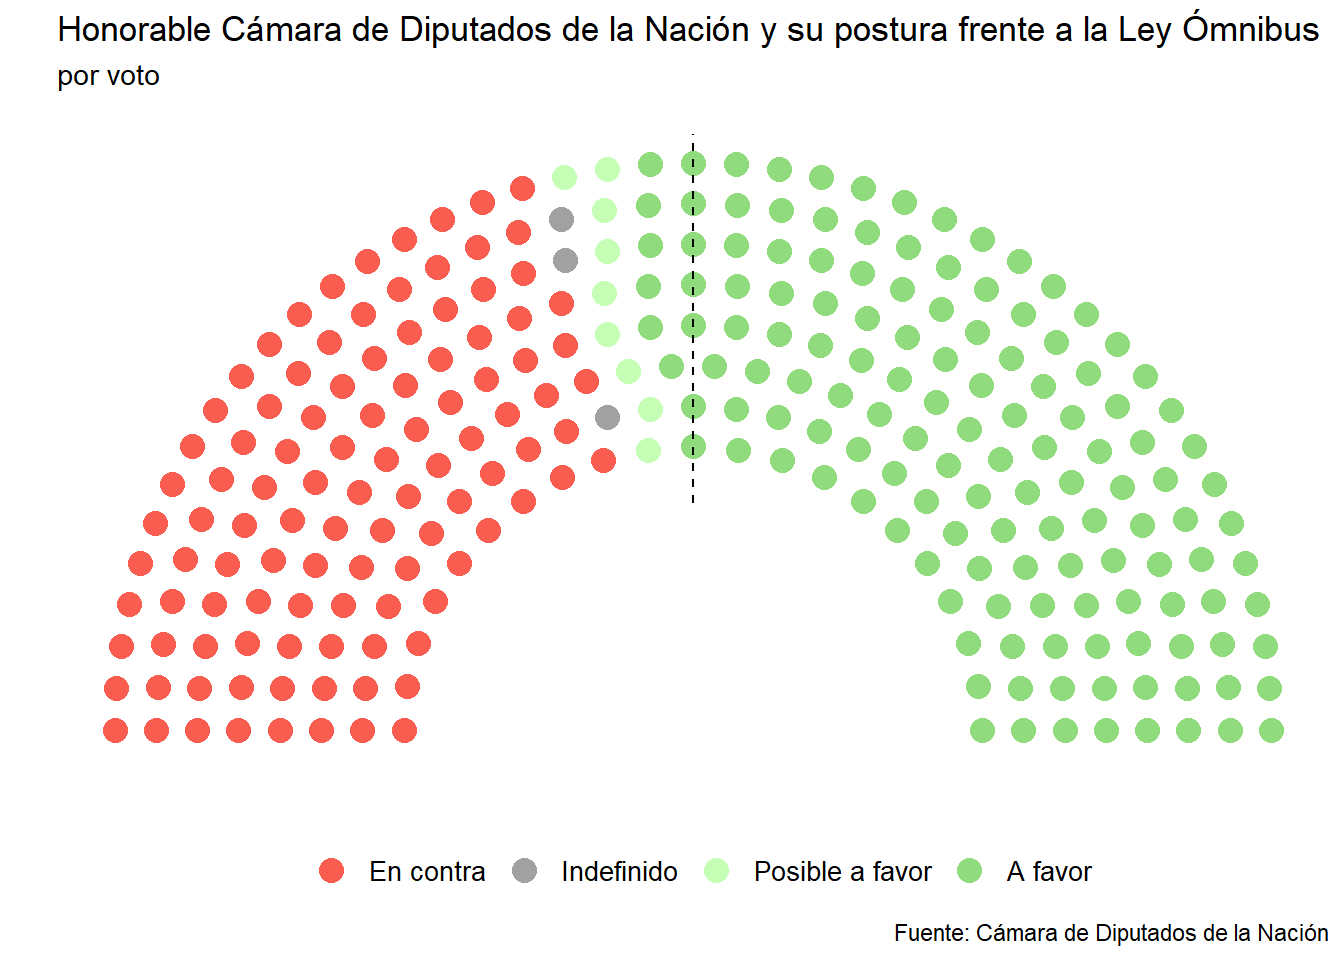 Honorable Cámara de Diputados de la Nación y su postura frente a la Ley Ómnibus
por voto
En contra Indefinido Posible a favor A favor
Fuente: Cámara de Diputados de la Nación